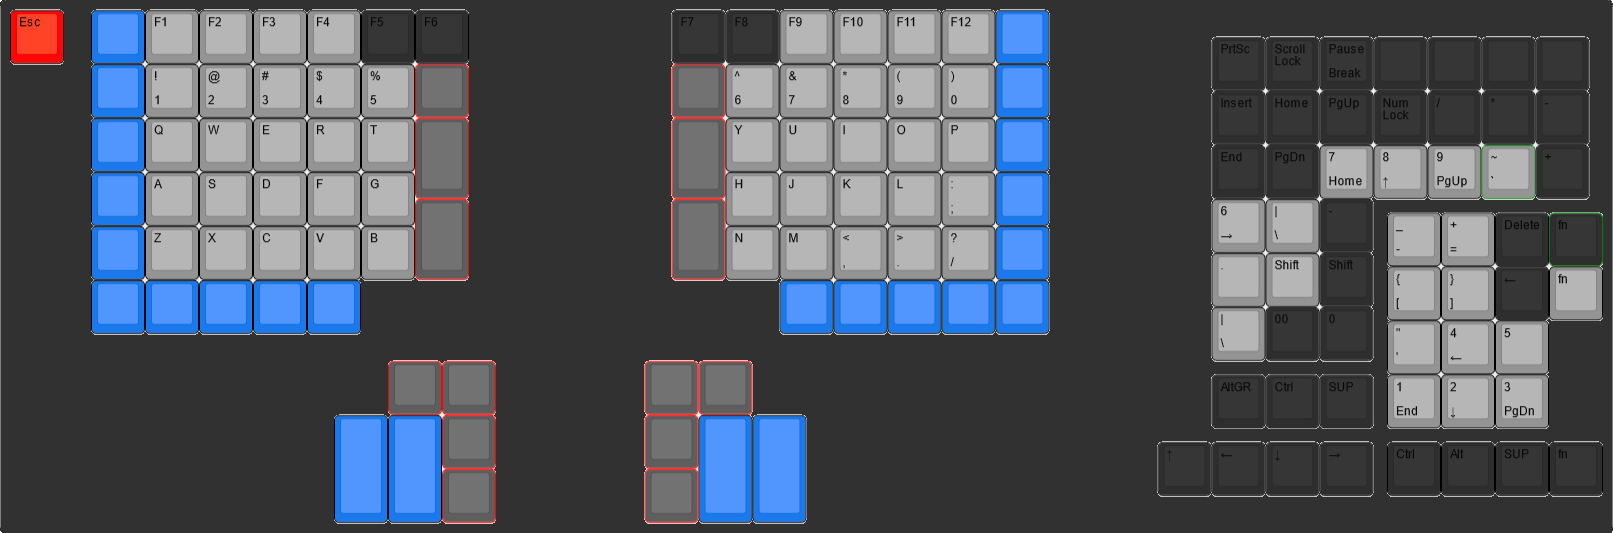 Esc F1 F2 F3 F4 F5 F6
! @ # $ %
1 2 3 4 5
Q W E R T
A S D F G
Z X C V B
F7 F8 F9 F10 F11 F12
^ & * ( )
6 7 8 9 0
Y U I O P
H J K L :
;
N M < > ?
, . /
PrtSc Scroll Pause
Lock Break
Insert Home PgUp Num / * -
Lock
End PgDn 7 8 9 ~ +
Home ↑ PgUp `
6 | -
→ \
. Shift Shift
| 00 0
\
AltGR Ctrl SUP
_ + Delete fn
- =
{ } ← fn
[ ]
" 4 5
' ←
1 2 3
End ↓ PgDn
↑ ← ↓ → Ctrl Alt SUP fn